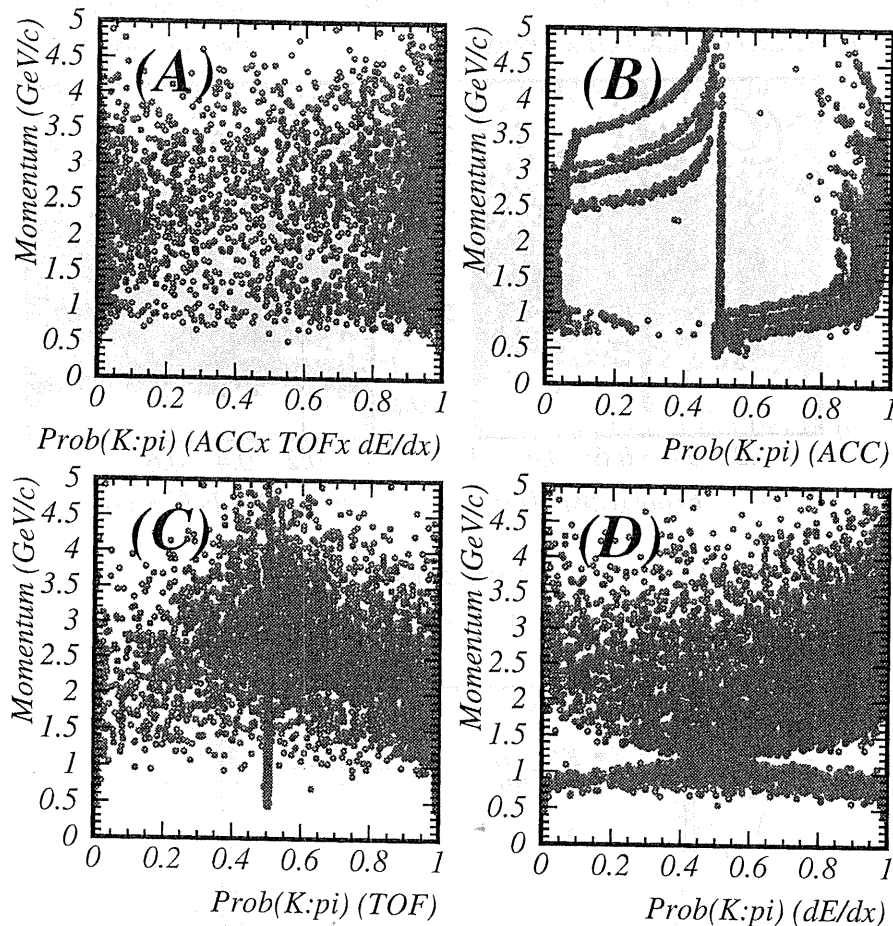 5 5
4.5 (A) 4.5 (B)
4 4
3.5 3.5
3 3
2.5 2.5
2 2
1.5 1.5
1 1
0.5 0.5
0 0
Momentum (GeV/c) Momentum (GeV/c)
0 0.2 0.4 0.6 0.8 1 0 0.2 0.4 0.6 0.8 1
Prob(K:pi) (ACCx TOFx dE/dx) Prob(K:pi) (ACC)
5 5
4.5 (C) 4.5 (D)
4 4
3.5 3.5
3 3
2.5 2.5
2 2
1.5 1.5
1 1
0.5 0.5
0 0
Momentum (GeV/c) Momentum (GeV/c)
0 0.2 0.4 0.6 0.8 1 0 0.2 0.4 0.6 0.8 1
Prob(K:pi) (TOF) Prob(K:pi) (dE/dx)